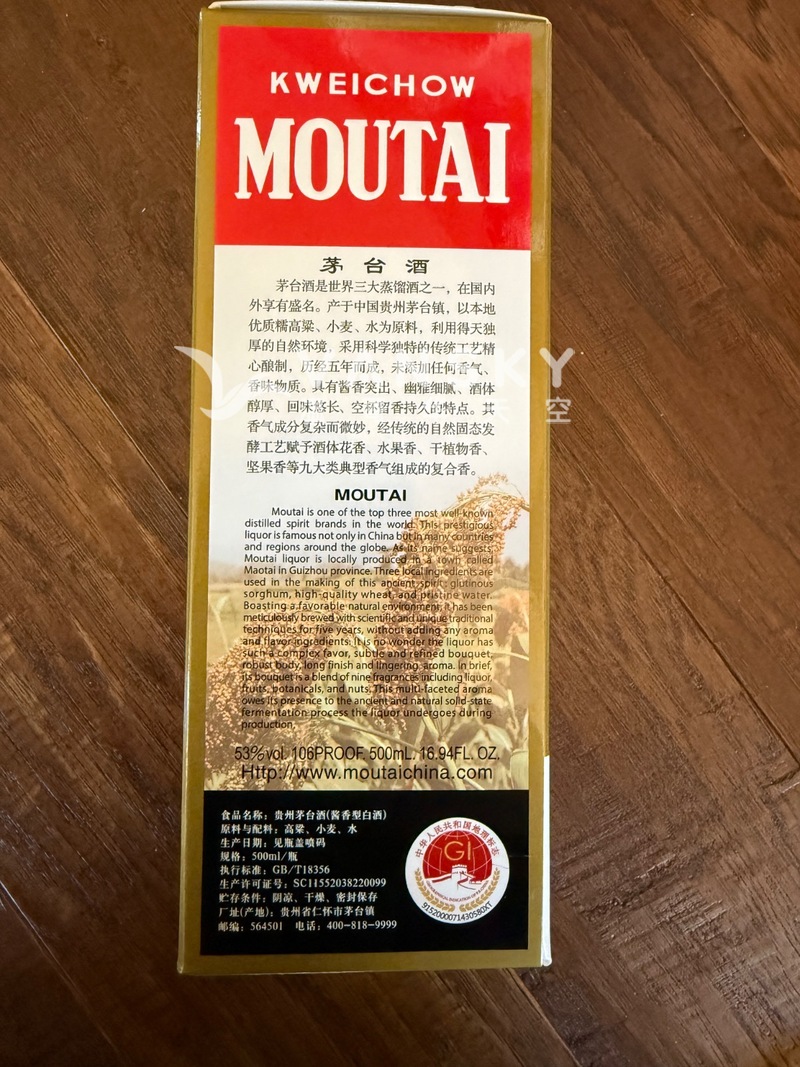 KWEICHOW
MOUTAI
茅台酒
茅台酒是世界三大蒸馏酒之一，在国内
外享有盛名。产于中国贵州茅台镇，以本地
优质糯高粱、小麦、水为原料，利用得天独
厚的自然环境，采用科学独特的传统工艺精
心酿制，历经五年而成，未添加任何香气、
香味物质。具有酱香突出、幽雅细腻、酒体
醇厚、回味悠长、空杯留香持久的特点。其
香气成分复杂而微妙，经传统的自然固态发
酵工艺赋予酒体花香、水果香、干植物香、
坚果香等九大类典型香气组成的复合香。
MOUTAI
Moutai is one of the top three most well-known
distilled spirit brands in the world. This prestigious
liquor is famous not only in China but in many countries
and regions around the globe. As its name suggests,
Moutai liquor is locally produced in a town called
Maotai in Guizhou province. Three local ingredients are
used in the making of this ancient spirit: glutinous
sorghum, high-quality wheat, and pristine water.
Boasting a favorable natural environment, it has been
meticulously brewed with scientific and unique traditional
techniques for five years, without adding any aroma
and flavor ingredients. It is no wonder the liquor has
such a complex favor, subtle and refined bouquet,
robust body, long finish and lingering aroma. In brief,
its bouquet is a blend of nine fragrances including liquor,
fruits, botanicals, and nuts. This multi-faceted aroma
owes its presence to the ancient and natural solid-state
fermentation process the liquor undergoes during
production.
53%vol. 106PROOF. 500mL. 16.94FL. OZ.
Http://www.moutaichina.com
食品名称：贵州茅台酒(酱香型白酒)
原料与配料：高粱、小麦、水
生产日期：见瓶盖喷码
规格：500ml/瓶
执行标准：GB/T18356
生产许可证号：SC11552038220099
贮存条件：阴凉、干燥、密封保存
厂址(产地)：贵州省仁怀市茅台镇
邮编：564501 电话：400-818-9999
中华人民共和国地理标志
GI
91520000714305807T
空